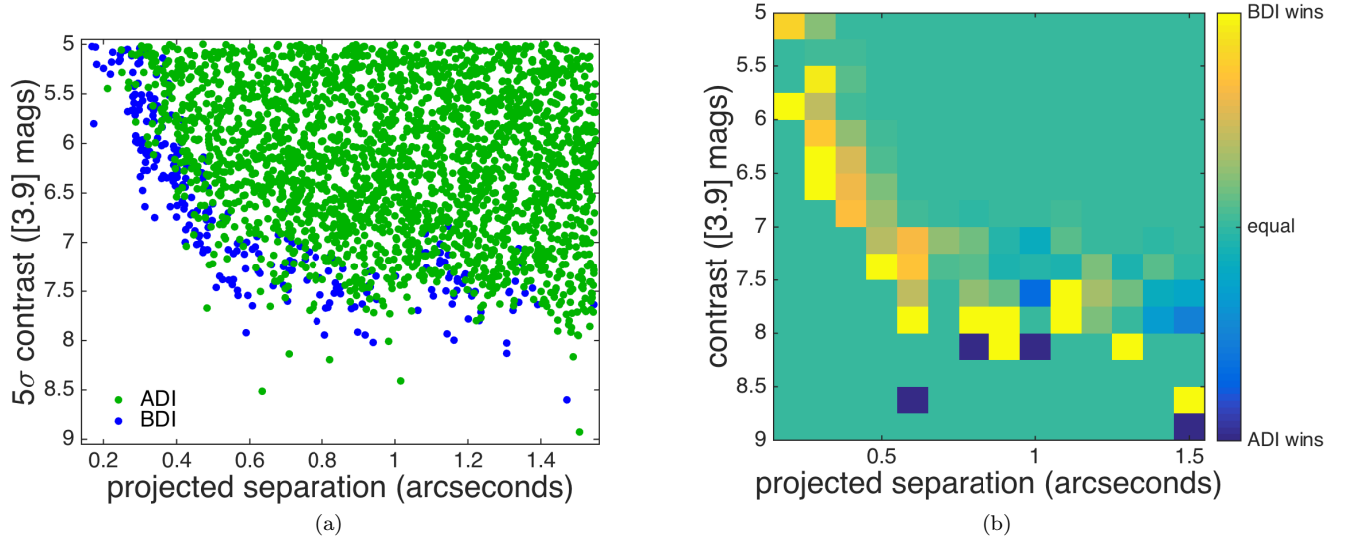 5
5.5
6
6.5
7
7.5
8
8.5
9
5σ contrast ([3.9] mags)
ADI
BDI
0.2 0.4 0.6 0.8 1 1.2 1.4
projected separation (arcseconds)
(a)
5
5.5
6
6.5
7
7.5
8
8.5
9
contrast ([3.9] mags)
0.5 1 1.5
projected separation (arcseconds)
BDI wins
equal
ADI wins
(b)